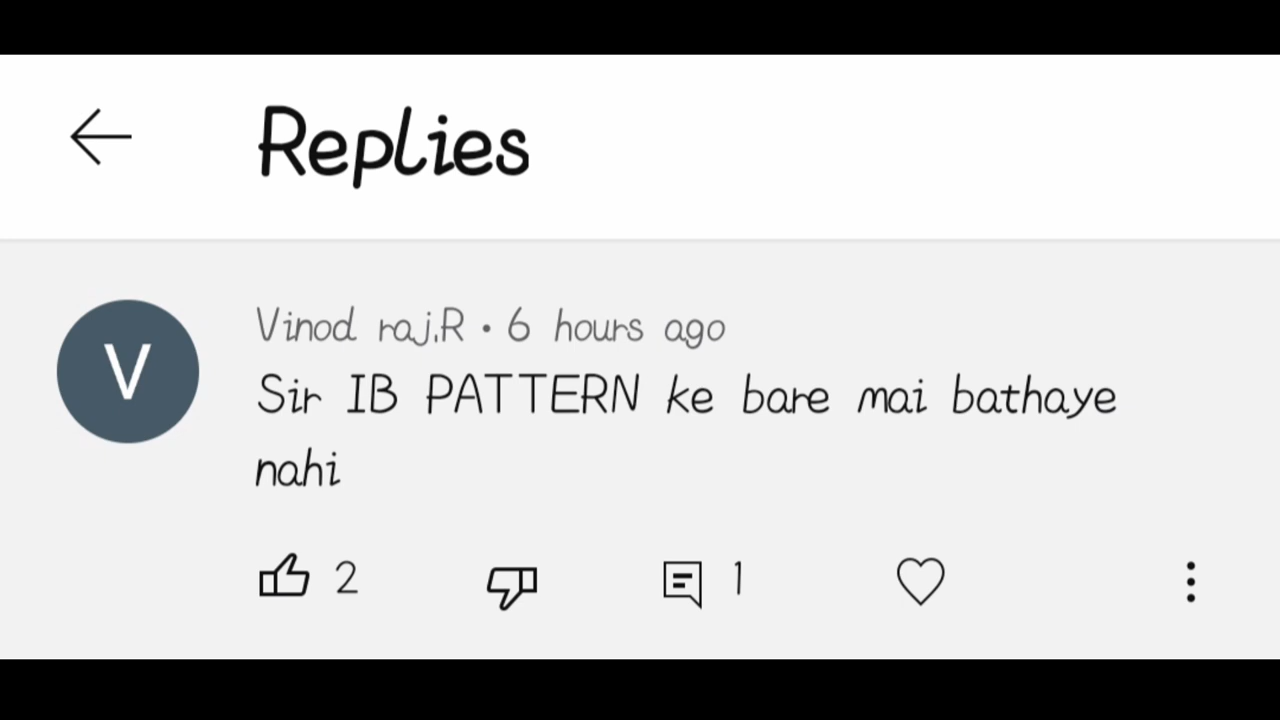 Replies
V
Vinod raj.R • 6 hours ago
Sir IB PATTERN ke bare mai bathaye
nahi
2
1